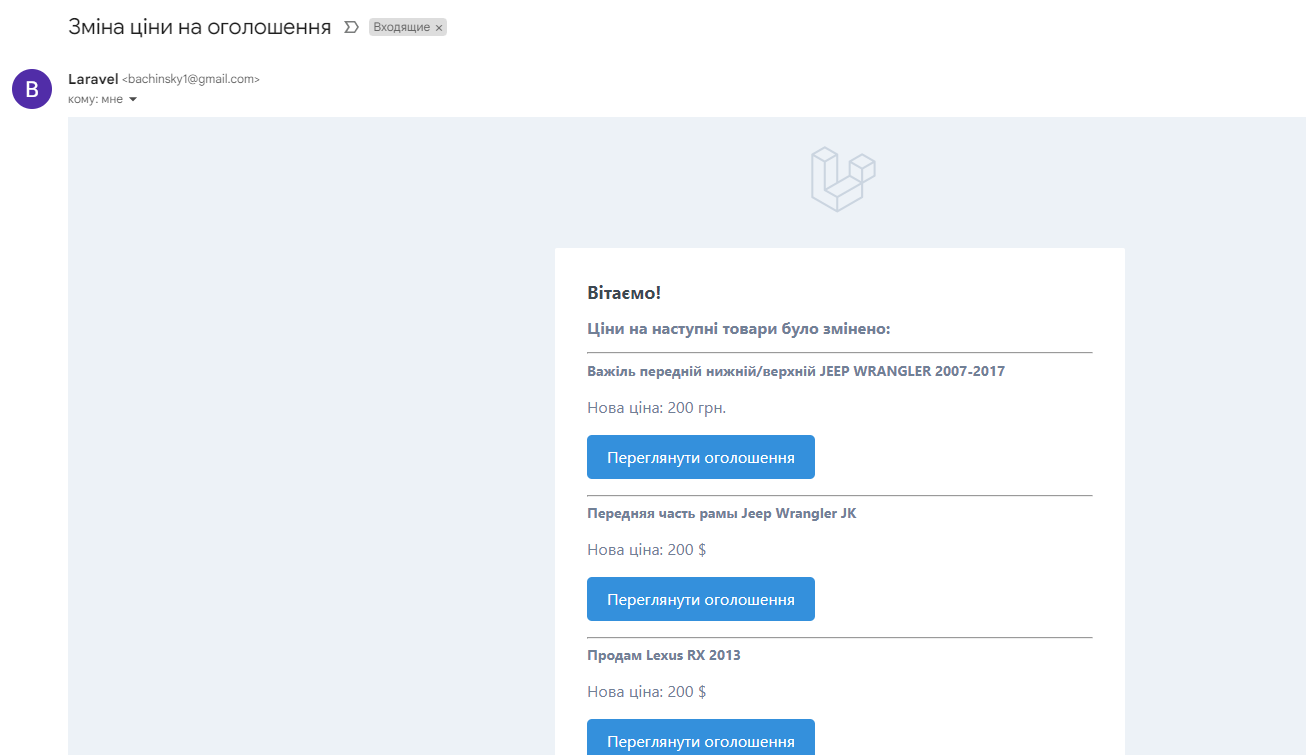 Зміна ціни на оголошення Входящие ×
B
Laravel <bachinsky1@gmail.com>
кому: мне
Вітаємо!
Ціни на наступні товари було змінено:
Важіль передній нижній/верхній JEEP WRANGLER 2007-2017
Нова ціна: 200 грн.
Переглянути оголошення
Передняя часть рамы Jeep Wrangler JK
Нова ціна: 200 $
Переглянути оголошення
Продам Lexus RX 2013
Нова ціна: 200 $
Переглянути оголошення